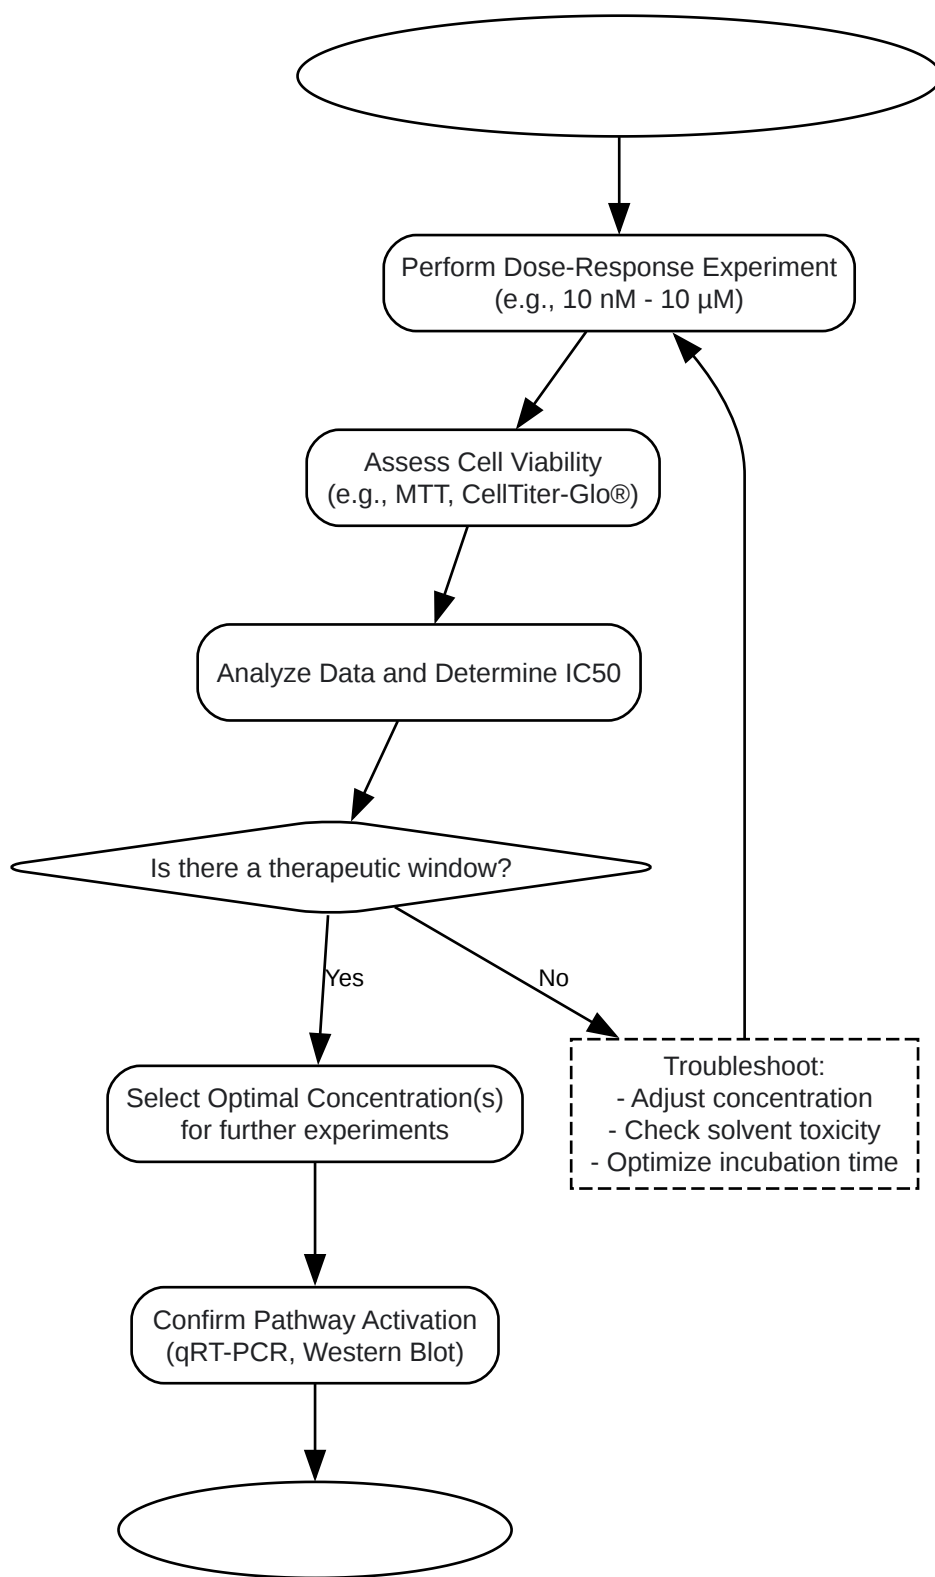 Perform Dose-Response Experiment
(e.g., 10 nM - 10 µM)
Assess Cell Viability
(e.g., MTT, CellTiter-Glo®)
Analyze Data and Determine IC50
Is there a therapeutic window?
Yes
No
Select Optimal Concentration(s)
for further experiments
Troubleshoot:
- Adjust concentration
- Check solvent toxicity
- Optimize incubation time
Confirm Pathway Activation
(qRT-PCR, Western Blot)